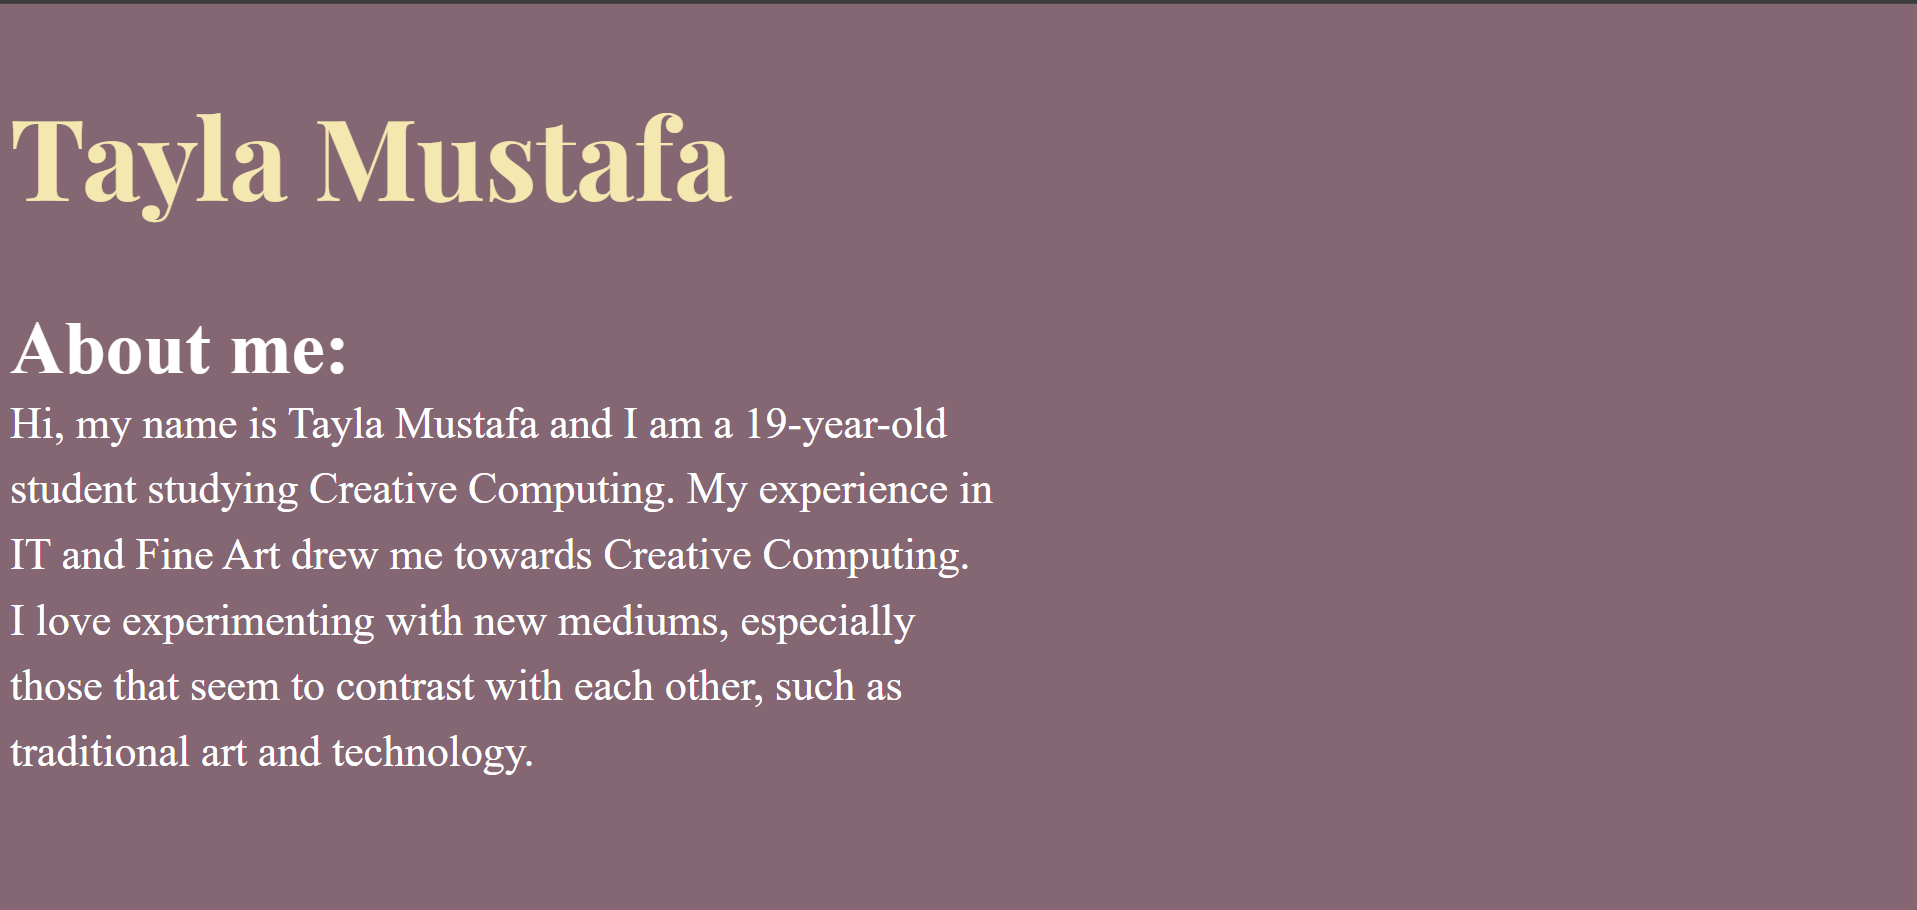 Tayla Mustafa
About me:
Hi, my name is Tayla Mustafa and I am a 19-year-old
student studying Creative Computing. My experience in
IT and Fine Art drew me towards Creative Computing.
I love experimenting with new mediums, especially
those that seem to contrast with each other, such as
traditional art and technology.